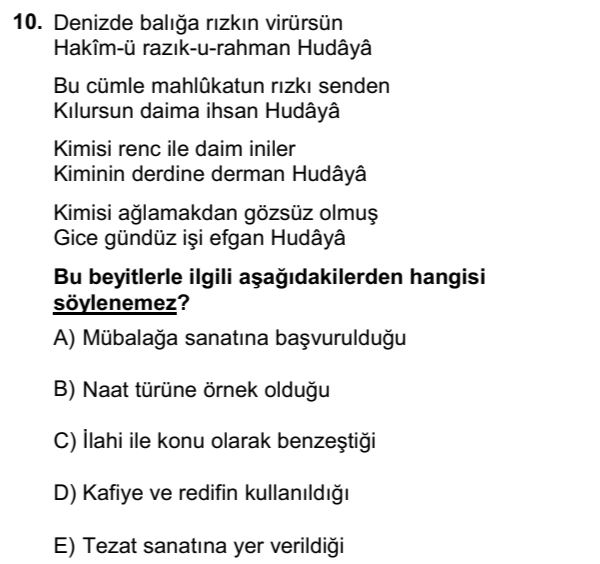 10. Denizde balığa rızkın virürsün
Hakîm-ü razık-u-rahman Hudâyâ
Bu cümle mahlûkatun rızkı senden
Kılursun daima ihsan Hudâyâ
Kimisi renc ile daim iniler
Kiminin derdine derman Hudâyâ
Kimisi ağlamakdan gözsüz olmuş
Gice gündüz işi efgan Hudâyâ
Bu beyitlerle ilgili aşağıdakilerden hangisi
söylenemez?
A) Mübalağa sanatına başvurulduğu
B) Naat türüne örnek olduğu
C) İlahi ile konu olarak benzeştiği
D) Kafiye ve redifin kullanıldığı
E) Tezat sanatına yer verildiği